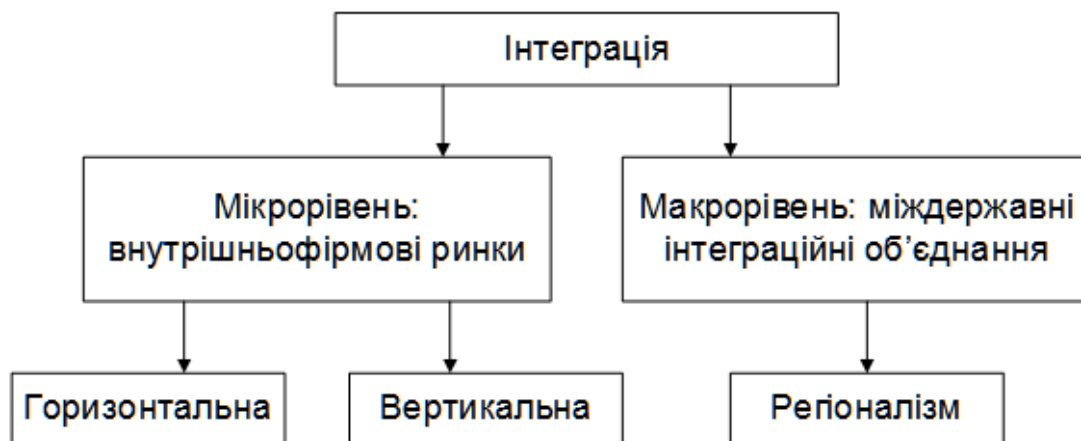 Інтеграція
Мікрорівень:
внутрішньофірмові ринки
Макрорівень: міждержавні
інтеграційні об’єднання
Горизонтальна
Вертикальна
Регіоналізм